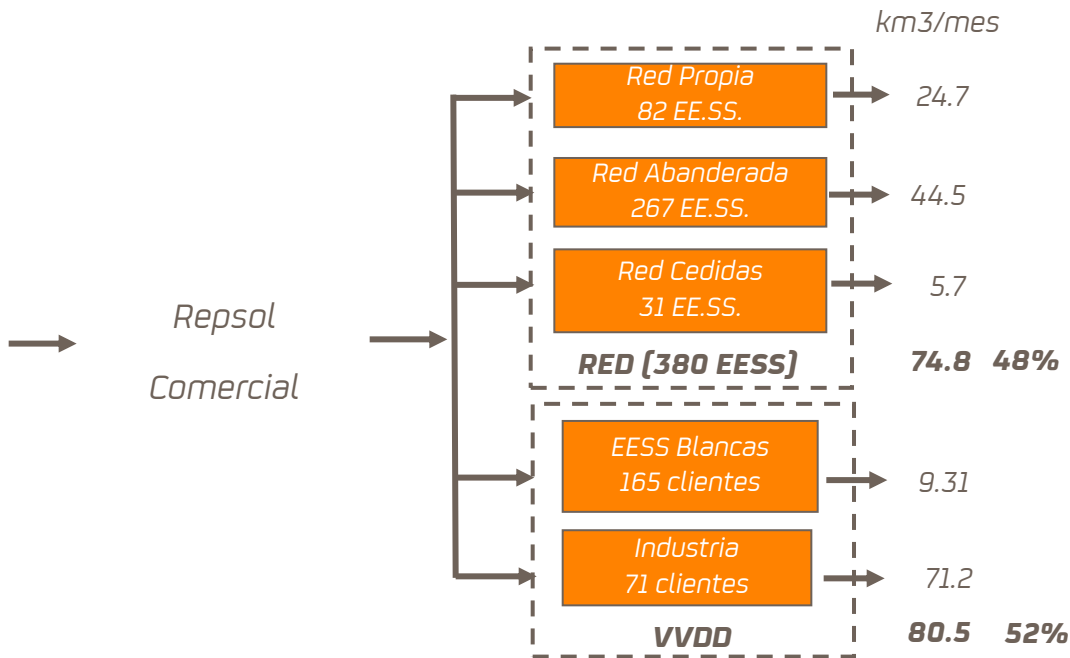 km3/mes
Red Propia
82 EE.SS.
24.7
Red Abanderada
267 EE.SS.
44.5
Red Cedidas
31 EE.SS.
5.7
Repsol
Comercial
RED (380 EESS)
74.8 48%
EESS Blancas
165 clientes
9.31
Industria
71 clientes
71.2
VVDD
80.5 52%